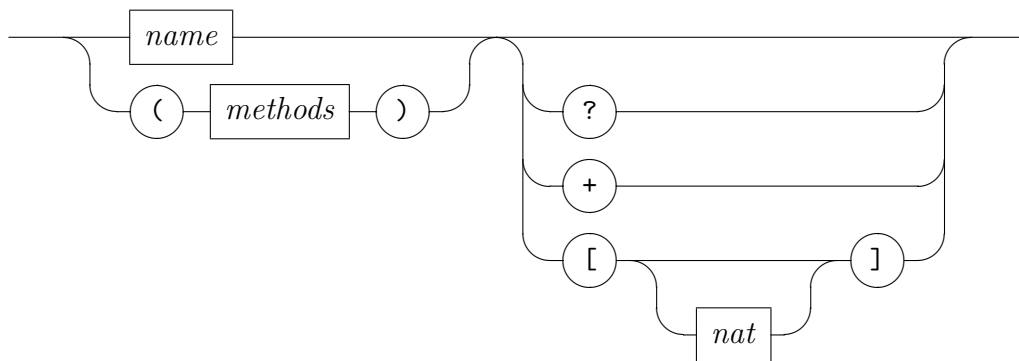 name
( methods ) ?
+
[ ]
nat